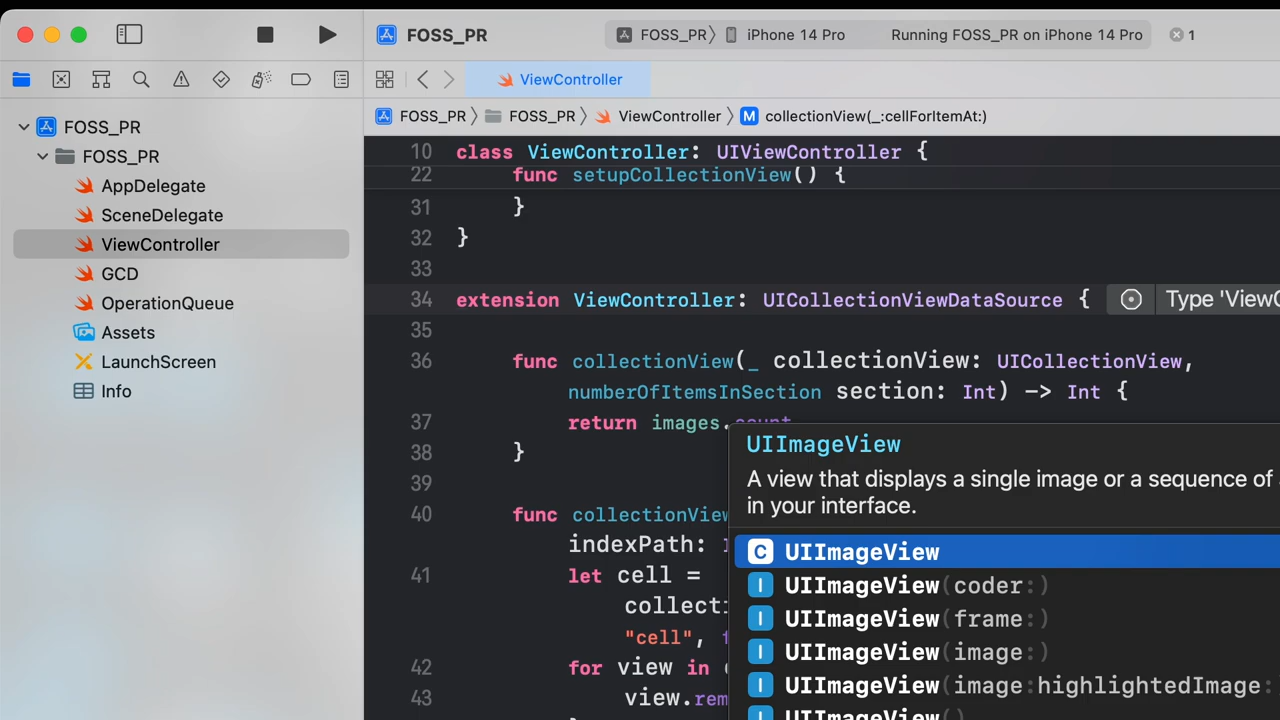 FOSS_PR
FOSS_PR
iPhone 14 Pro
Running FOSS_PR on iPhone 14 Pro
1
ViewController
FOSS_PR
FOSS_PR
ViewController
M
collectionView(_:cellForItemAt:)
FOSS_PR
FOSS_PR
AppDelegate
SceneDelegate
ViewController
GCD
OperationQueue
Assets
LaunchScreen
Info
10 class ViewController: UIViewController {
22 func setupCollectionView() {
31 }
32 }
33
34 extension ViewController: UICollectionViewDataSource {
Type 'ViewC
35
36 func collectionView(_ collectionView: UICollectionView,
numberOfItemsInSection section: Int) -> Int {
37 return images.count
38 }
39
40 func collectionView
indexPath:
41 let cell =
collecti
"cell",
42 for view in
43 view.rem
UIImageView
A view that displays a single image or a sequence of
in your interface.
C UIImageView
I UIImageView(coder:)
I UIImageView(frame:)
I UIImageView(image:)
I UIImageView(image:highlightedImage:
I UIImageView()